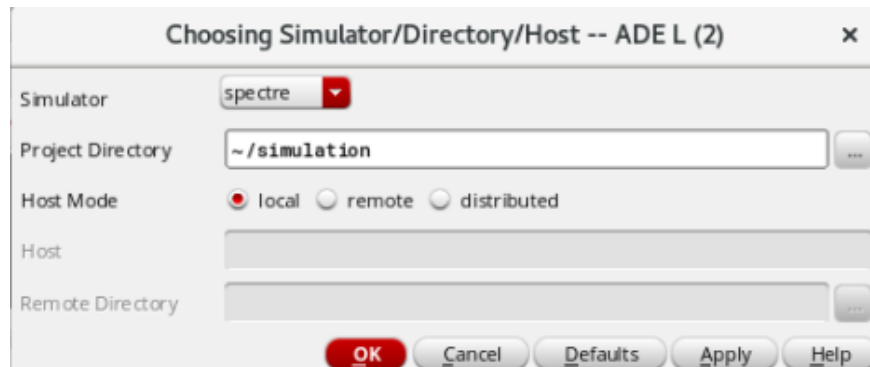 Choosing Simulator/Directory/Host -- ADE L (2) ×
Simulator spectre
Project Directory ~/simulation ...
Host Mode local remote distributed
Host
Remote Directory ...
OK Cancel Defaults Apply Help